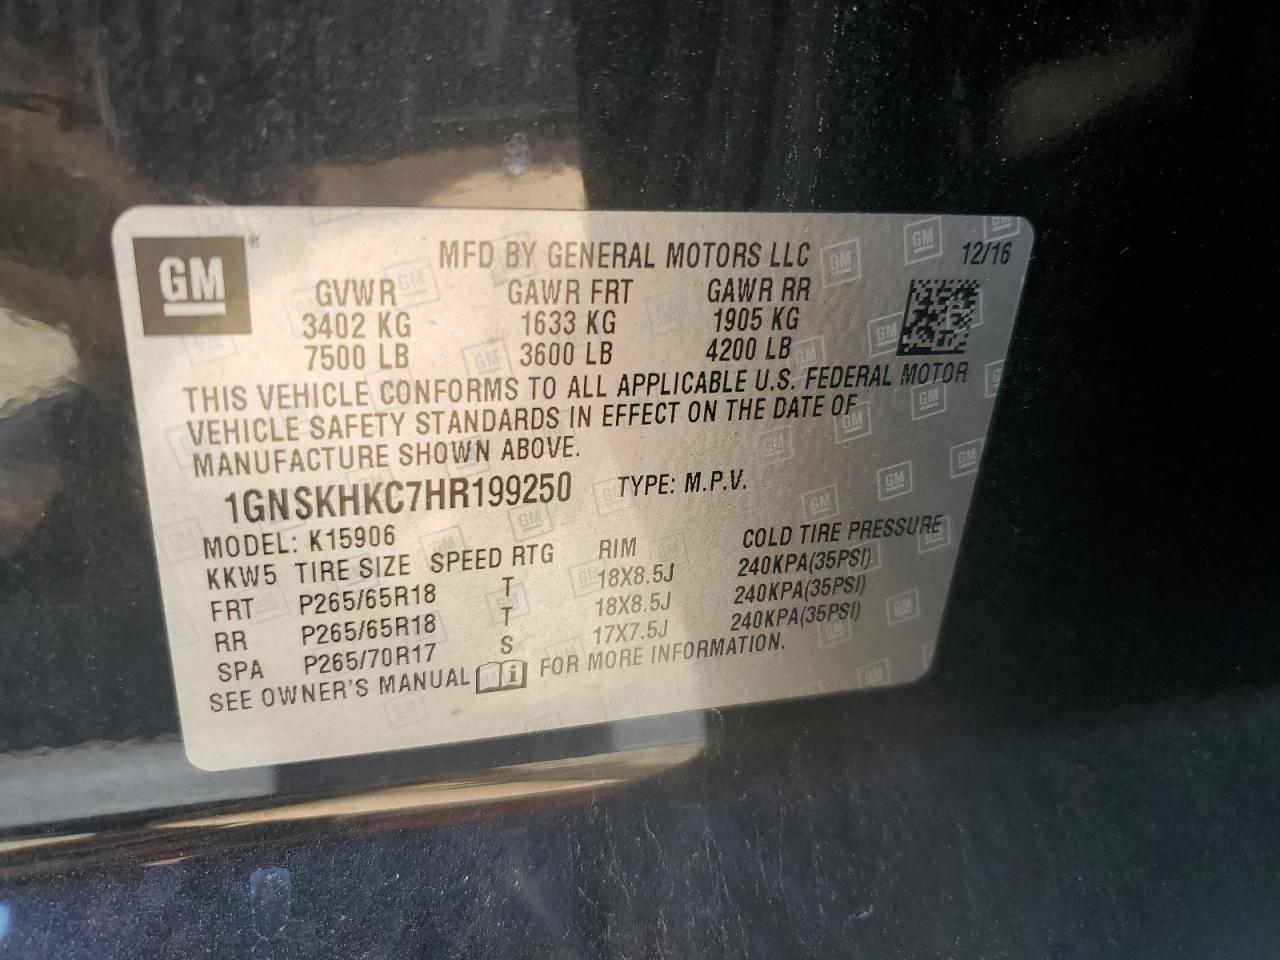 GM ®
MFD BY GENERAL MOTORS LLC 12/16
GVWR GAWR FRT GAWR RR
3402 KG 1633 KG 1905 KG
7500 LB 3600 LB 4200 LB
THIS VEHICLE CONFORMS TO ALL APPLICABLE U.S. FEDERAL MOTOR
VEHICLE SAFETY STANDARDS IN EFFECT ON THE DATE OF
MANUFACTURE SHOWN ABOVE.
1GNSKHKC7HR199250 TYPE: M.P.V.
MODEL: K15906
KKW5 TIRE SIZE SPEED RTG RIM COLD TIRE PRESSURE
FRT P265/65R18 T 18X8.5J 240KPA(35PSI)
RR P265/65R18 T 18X8.5J 240KPA(35PSI)
SPA P265/70R17 S 17X7.5J 240KPA(35PSI)
SEE OWNER'S MANUAL i FOR MORE INFORMATION.